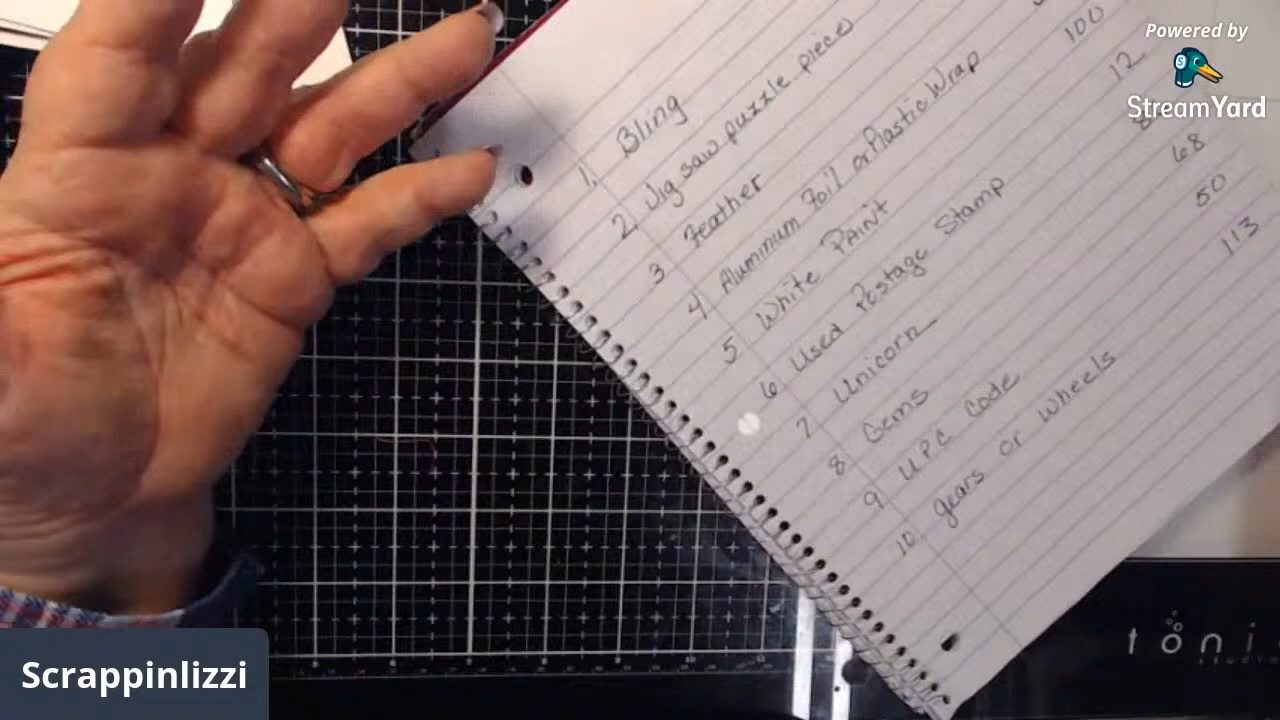 Powered by
StreamYard
1. Bling
2 Jig saw puzzle piece
3 Feather
4 Aluminum Foil or Plastic Wrap 100
5 White Paint 12
6 Used Postage Stamp
7 Unicorn 68
8 Gems 50
9 UPC Code 113
10 gears or wheels
toni
Scrappinlizzi